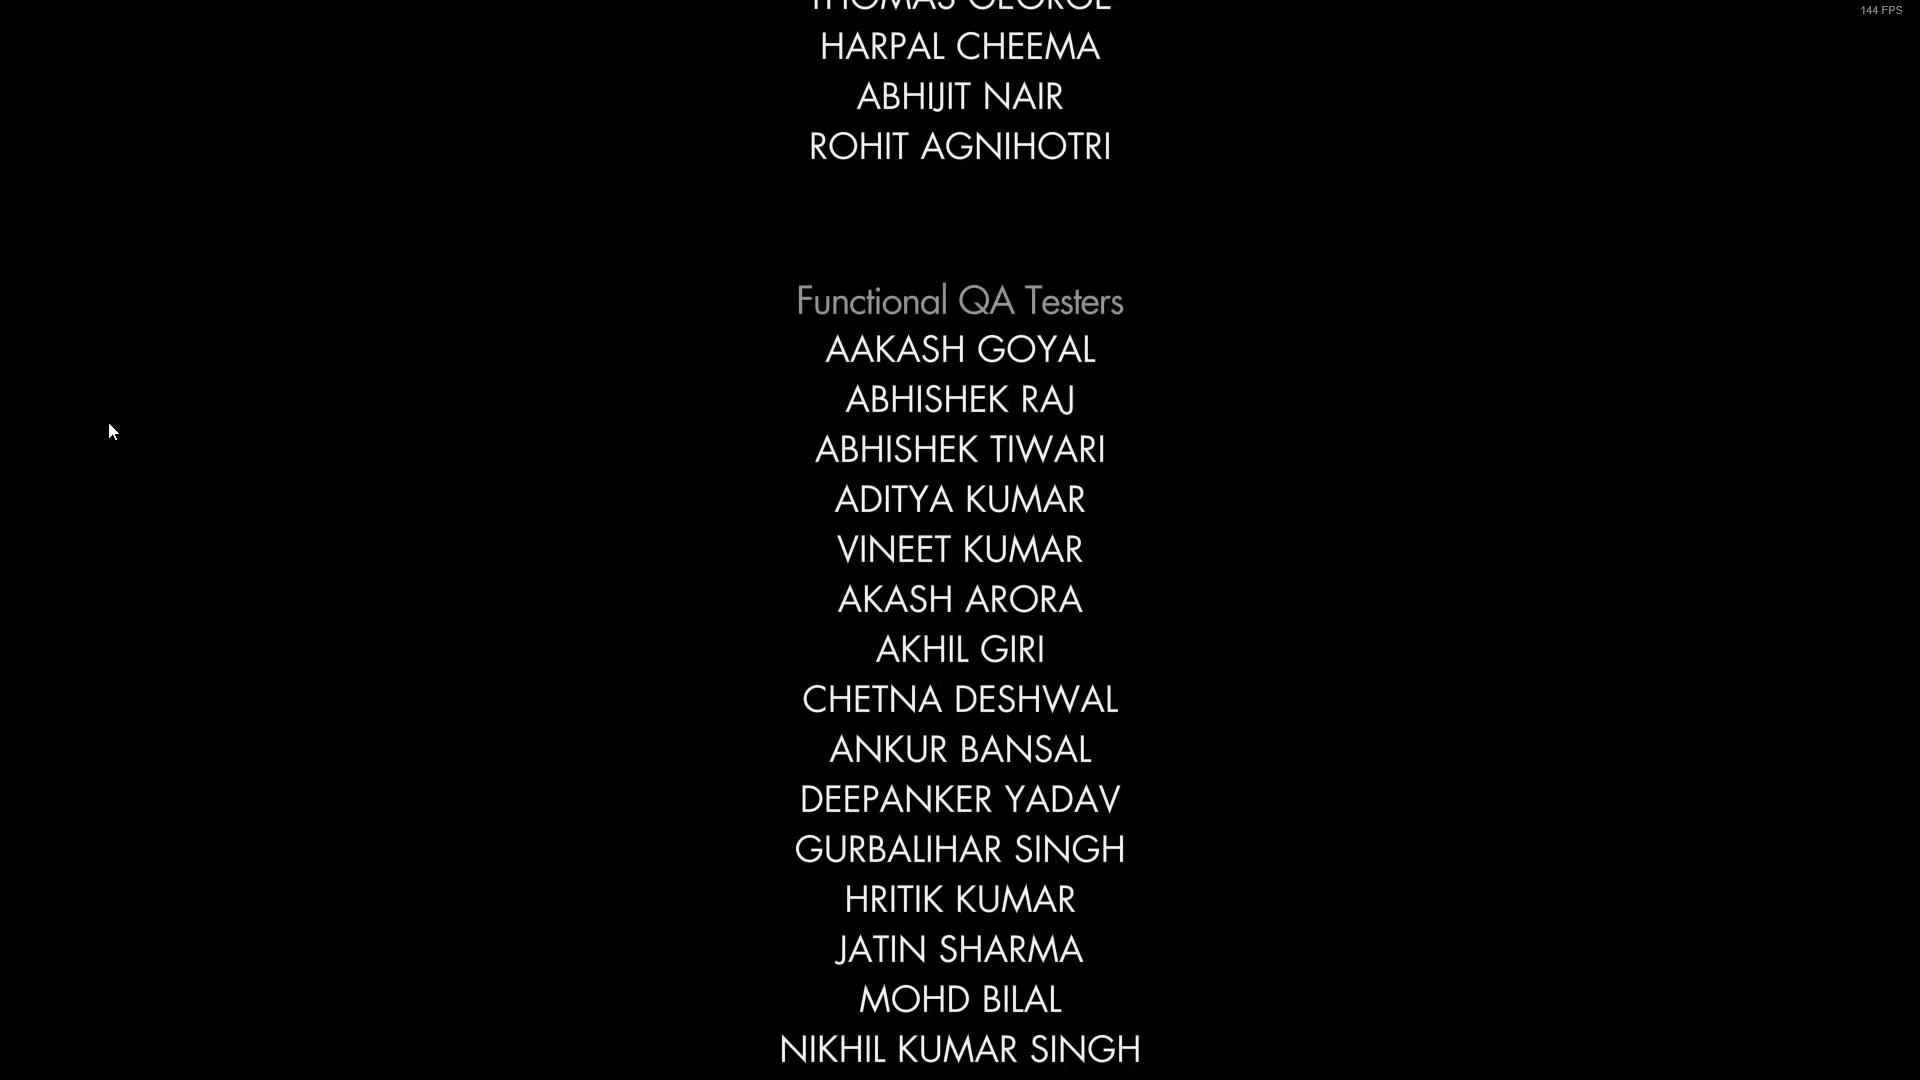 144 FPS
THOMAS GEORGE
HARPAL CHEEMA
ABHIJIT NAIR
ROHIT AGNIHOTRI
Functional QA Testers
AAKASH GOYAL
ABHISHEK RAJ
ABHISHEK TIWARI
ADITYA KUMAR
VINEET KUMAR
AKASH ARORA
AKHIL GIRI
CHETNA DESHWAL
ANKUR BANSAL
DEEPANKER YADAV
GURBALIHAR SINGH
HRITIK KUMAR
JATIN SHARMA
MOHD BILAL
NIKHIL KUMAR SINGH